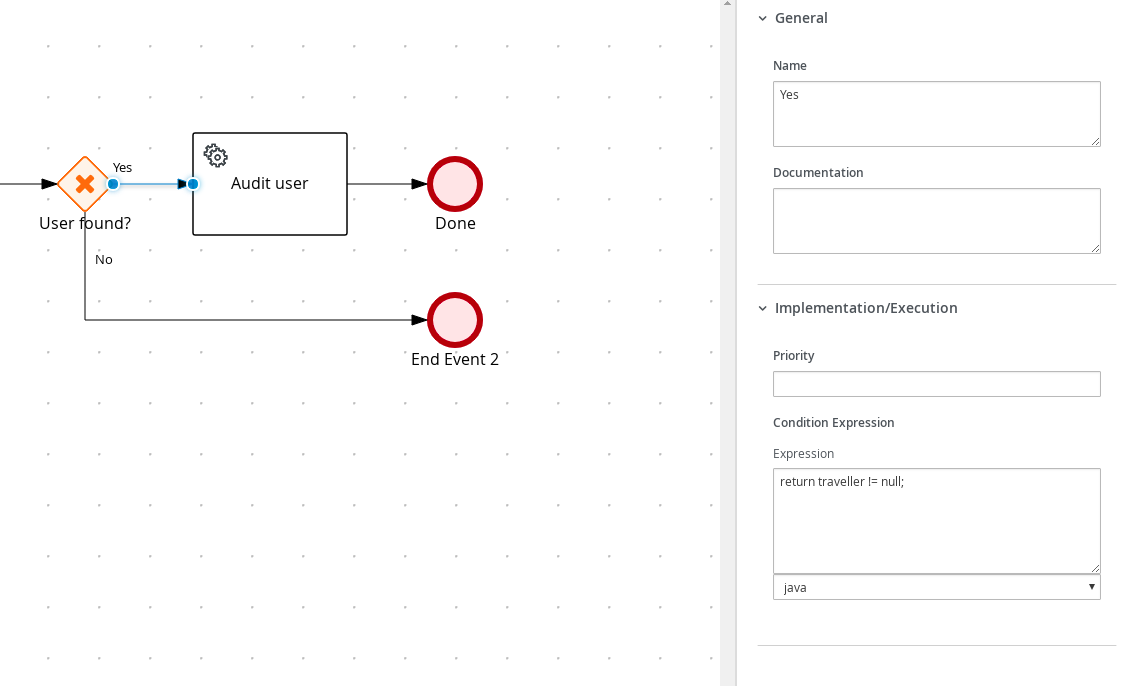 Yes
User found?
No
Audit user
Done
End Event 2
General
Name
Yes
Documentation
Implementation/Execution
Priority
Condition Expression
Expression
return traveller != null;
java